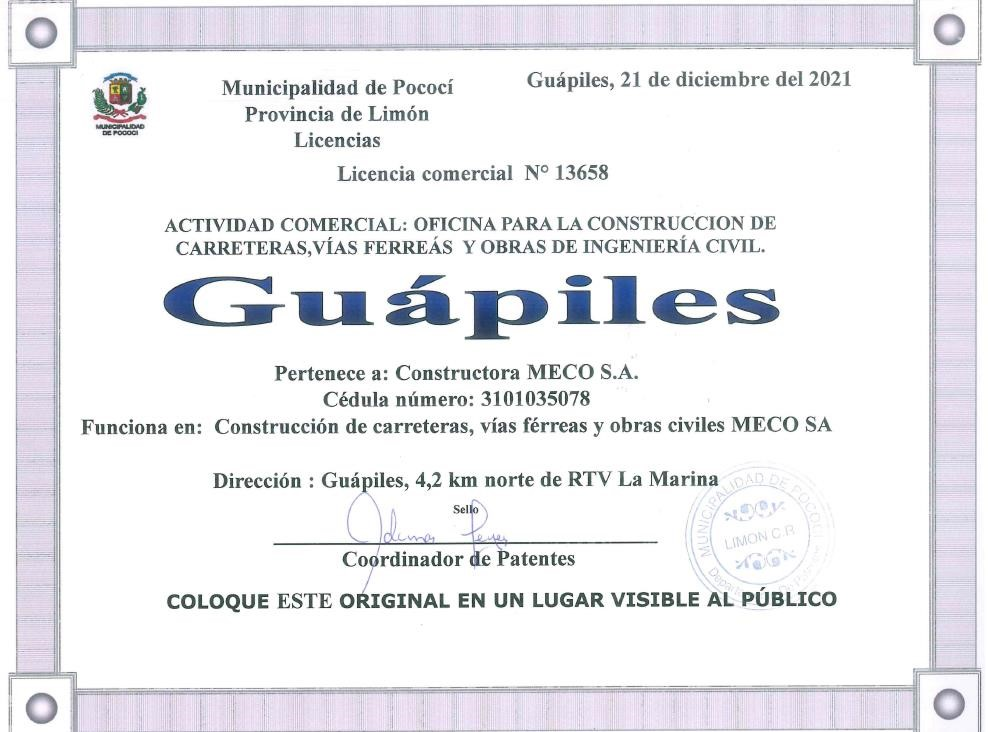 Municipalidad de Pococí
Guápiles, 21 de diciembre del 2021
Provincia de Limón
Licencias
MUNICIPALIDAD
DE POCOCI
Licencia comercial N° 13658
ACTIVIDAD COMERCIAL: OFICINA PARA LA CONSTRUCCION DE
CARRETERAS,VÍAS FERREÁS Y OBRAS DE INGENIERÍA CIVIL.
Guápiles
Pertenece a: Constructora MECO S.A.
Cédula número: 3101035078
Funciona en: Construcción de carreteras, vías férreas y obras civiles MECO SA
Dirección : Guápiles, 4,2 km norte de RTV La Marina
Sello
Coordinador de Patentes
MUNICIPALIDAD DE POCOCI
LIMON C.R
COLOQUE ESTE ORIGINAL EN UN LUGAR VISIBLE AL PÚBLICO